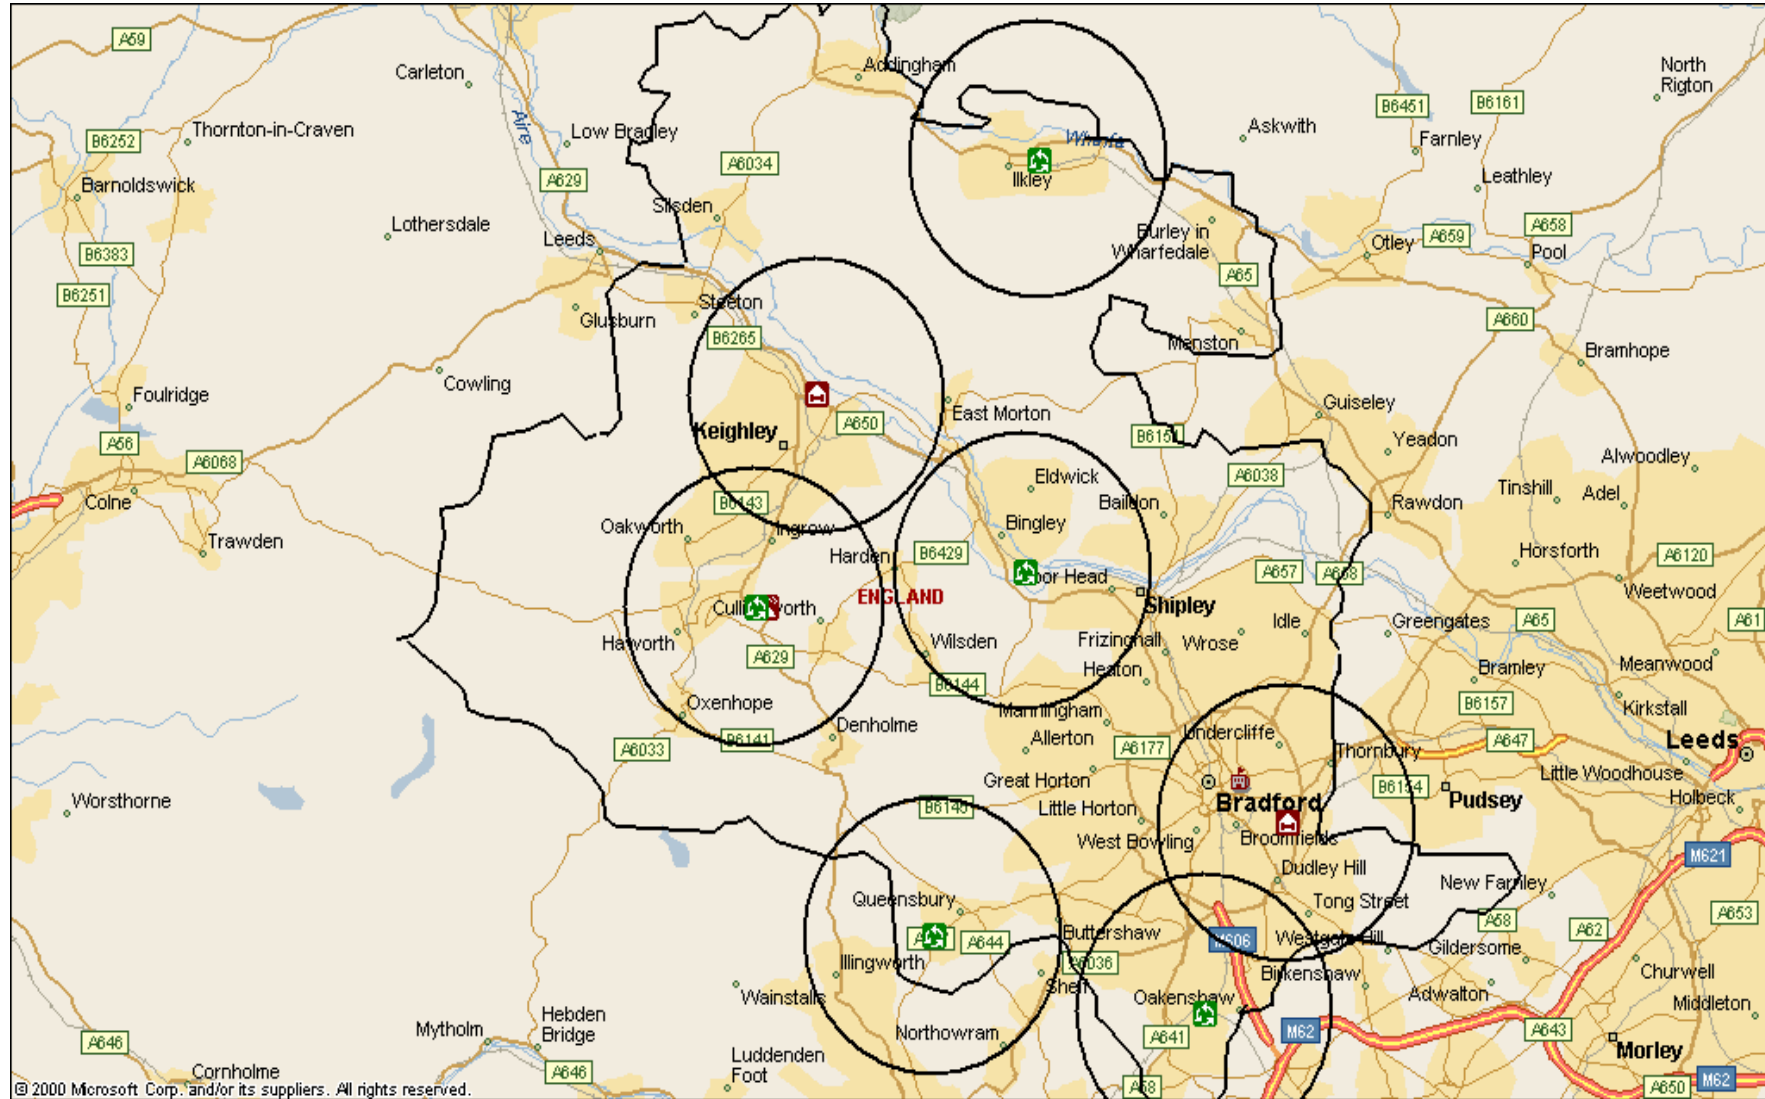 A59
Carleton
Addingham
North
Rigton
B6451
B6161
Aire
Thornton-in-Craven
Low Bradley
Askwith
Farnley
B6252
Wharfe
A6034
A629
Ilkley
Leathley
Barnoldswick
Silsden
Lothersdale
Leeds
Burley in
Wharfedale
Otley
A659
A658
Pool
B6383
A65
B6251
Steeton
Glusburn
A660
B6265
Menston
Bramhope
Cowling
Foulridge
East Morton
Guiseley
A650
Keighley
A56
A6068
Yeadon
Alwoodley
Eldwick
A6038
Colne
B6143
Oakworth
Ingrow
Baildon
Bingley
Tinshill
Adel
Rawdon
Trawden
Harden
B6429
Horsforth
A6120
A657
A658
Weetwood
ENGLAND
Shipley
Haworth
Wilsden
Frizinghall
Wrose
Idle
Greengates
A65
A61
A629
Heaton
Bramley
Meanwood
B6144
Oxenhope
Manningham
B6157
Kirkstall
Denholme
B6141
A6033
Allerton
A6177
Undercliffe
Thornbury
A647
Leeds
Great Horton
Little Woodhouse
Worsthorne
Little Horton
Bradford
B6154
Pudsey
Holbeck
West Bowling
Broomfields
M621
Dudley Hill
New Farnley
Queensbury
Tong Street
A58
A653
A644
Buttershaw
M606
Westgate Hill
Gildersome
A62
Illingworth
A6036
Birkenshaw
Churwell
Wainstalls
Shelf
Oakenshaw
Adwalton
Middleton
Hebden
Bridge
Mytholm
Northowram
A641
M62
A643
Morley
A646
Luddenden
Foot
Cornholme
A646
A58
A650
M62
© 2000 Microsoft Corp. and/or its suppliers. All rights reserved.